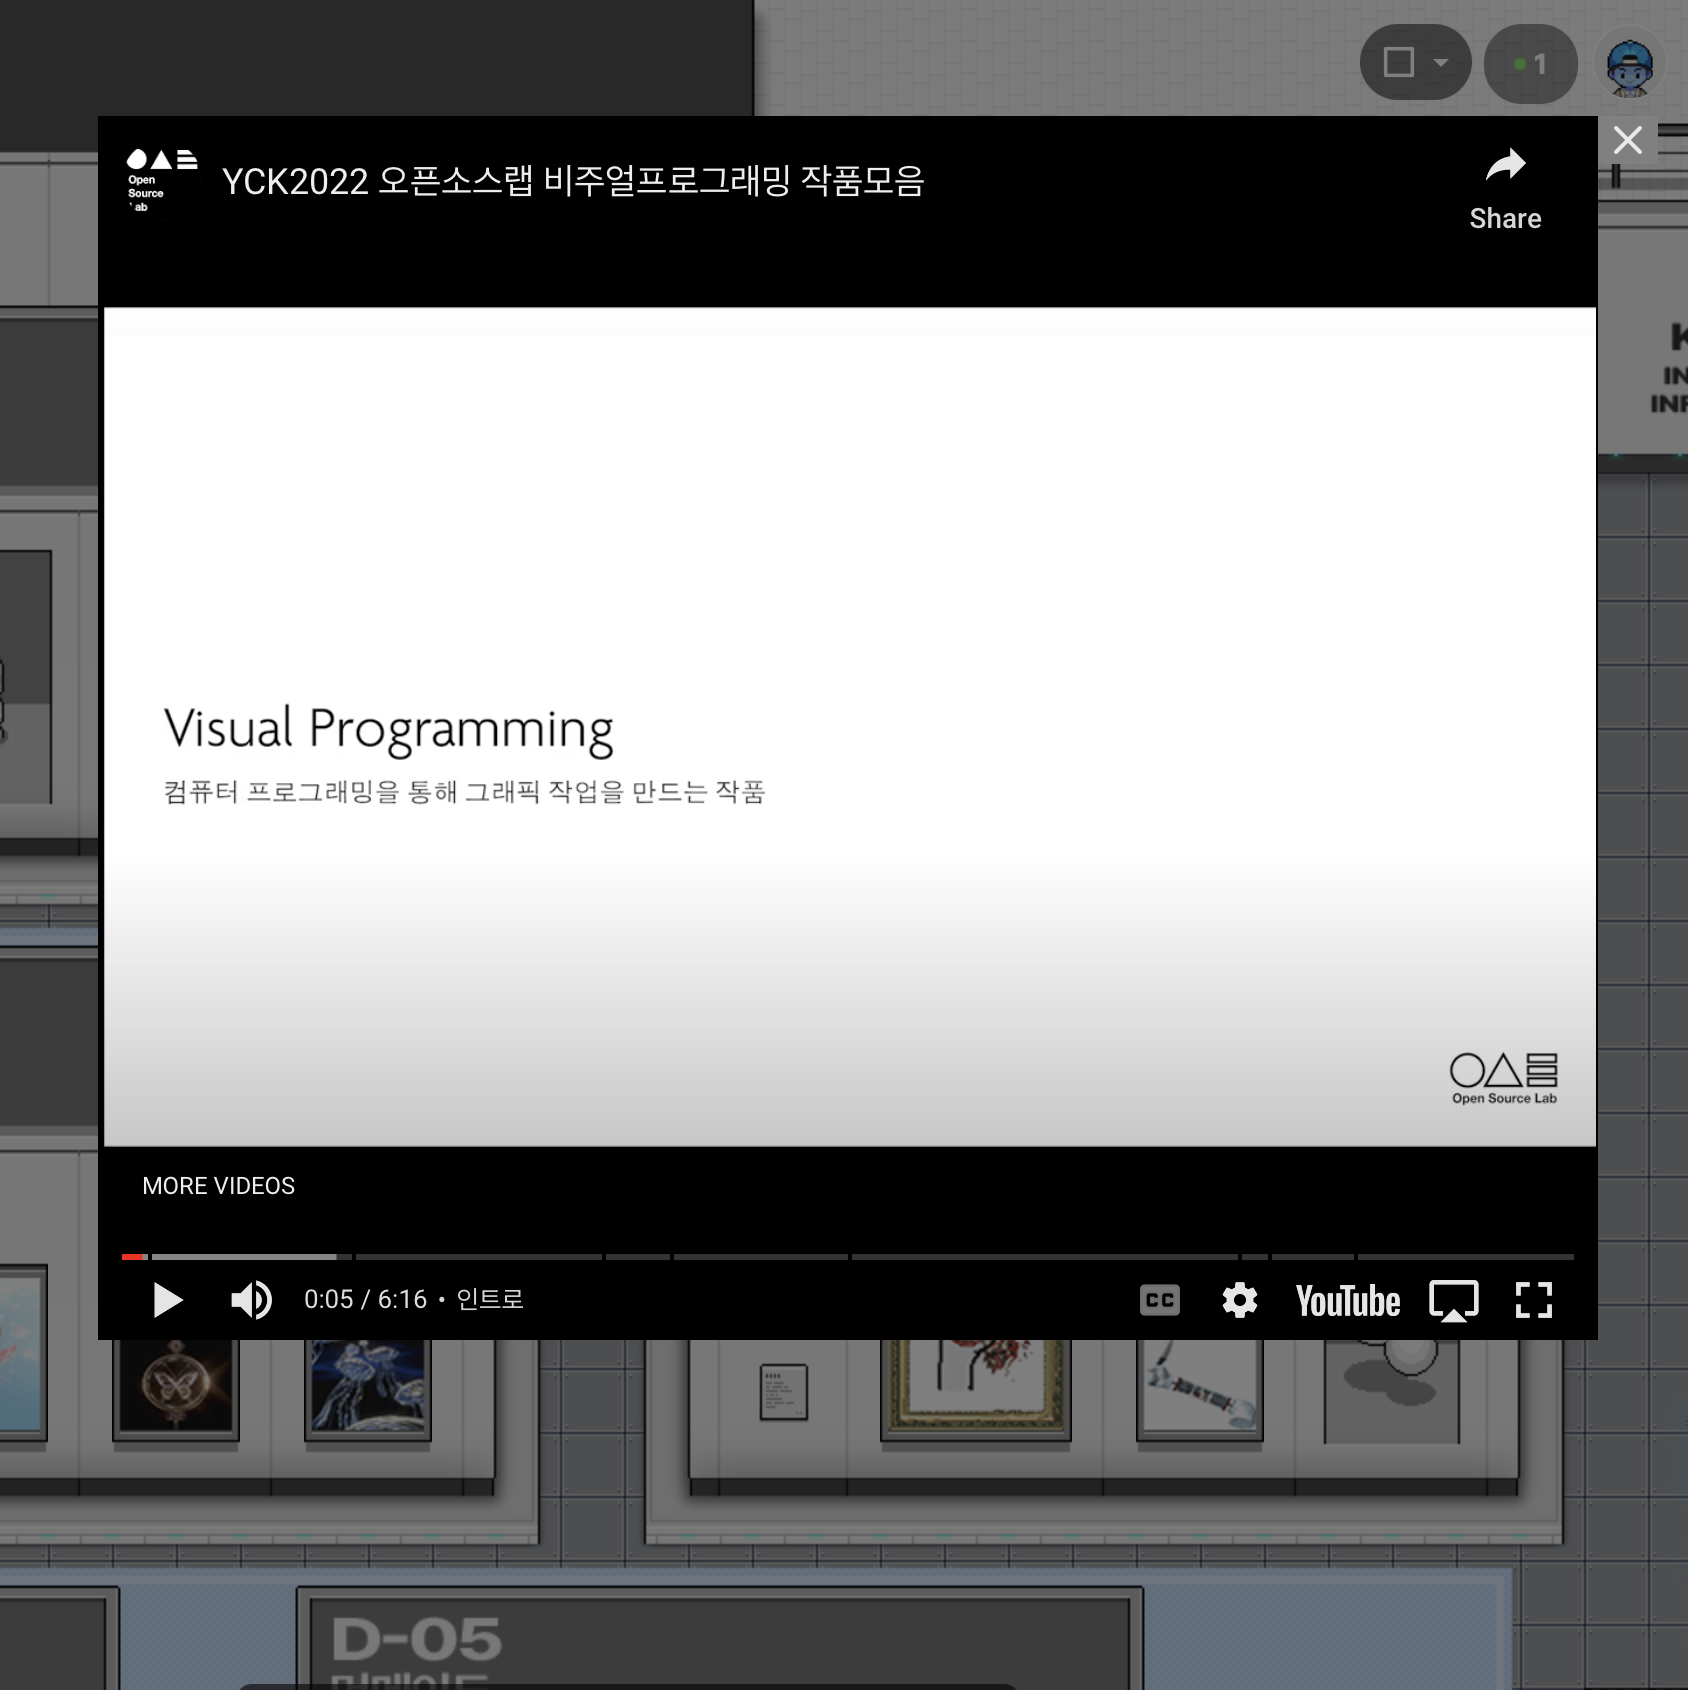 1
Open
Source
Lab
YCK2022 오픈소스랩 비주얼프로그래밍 작품모음
Share
K
IN
INF
Visual Programming
컴퓨터 프로그래밍을 통해 그래픽 작업을 만드는 작품
Open Source Lab
MORE VIDEOS
0:05 / 6:16 • 인트로
CC
YouTube
D-05